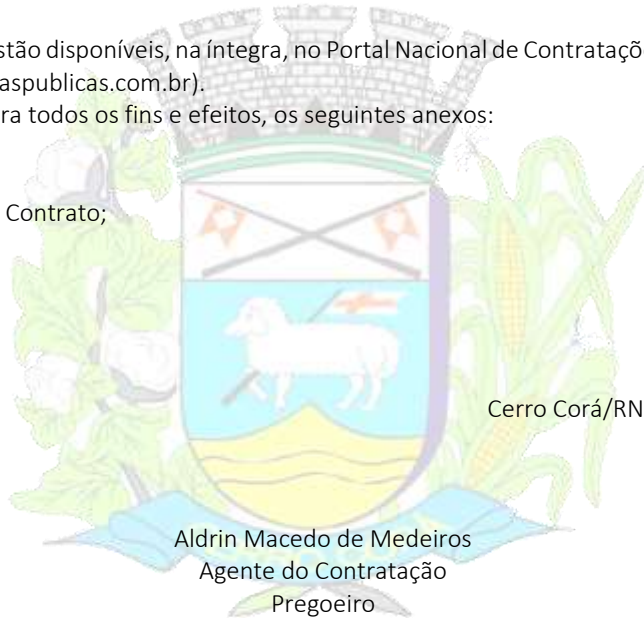 stão disponíveis, na íntegra, no Portal Nacional de Contrataçõ
aspublicas.com.br).
ra todos os fins e efeitos, os seguintes anexos:
Contrato;
Cerro Corá/RN
Aldrin Macedo de Medeiros
Agente do Contratação
Pregoeiro